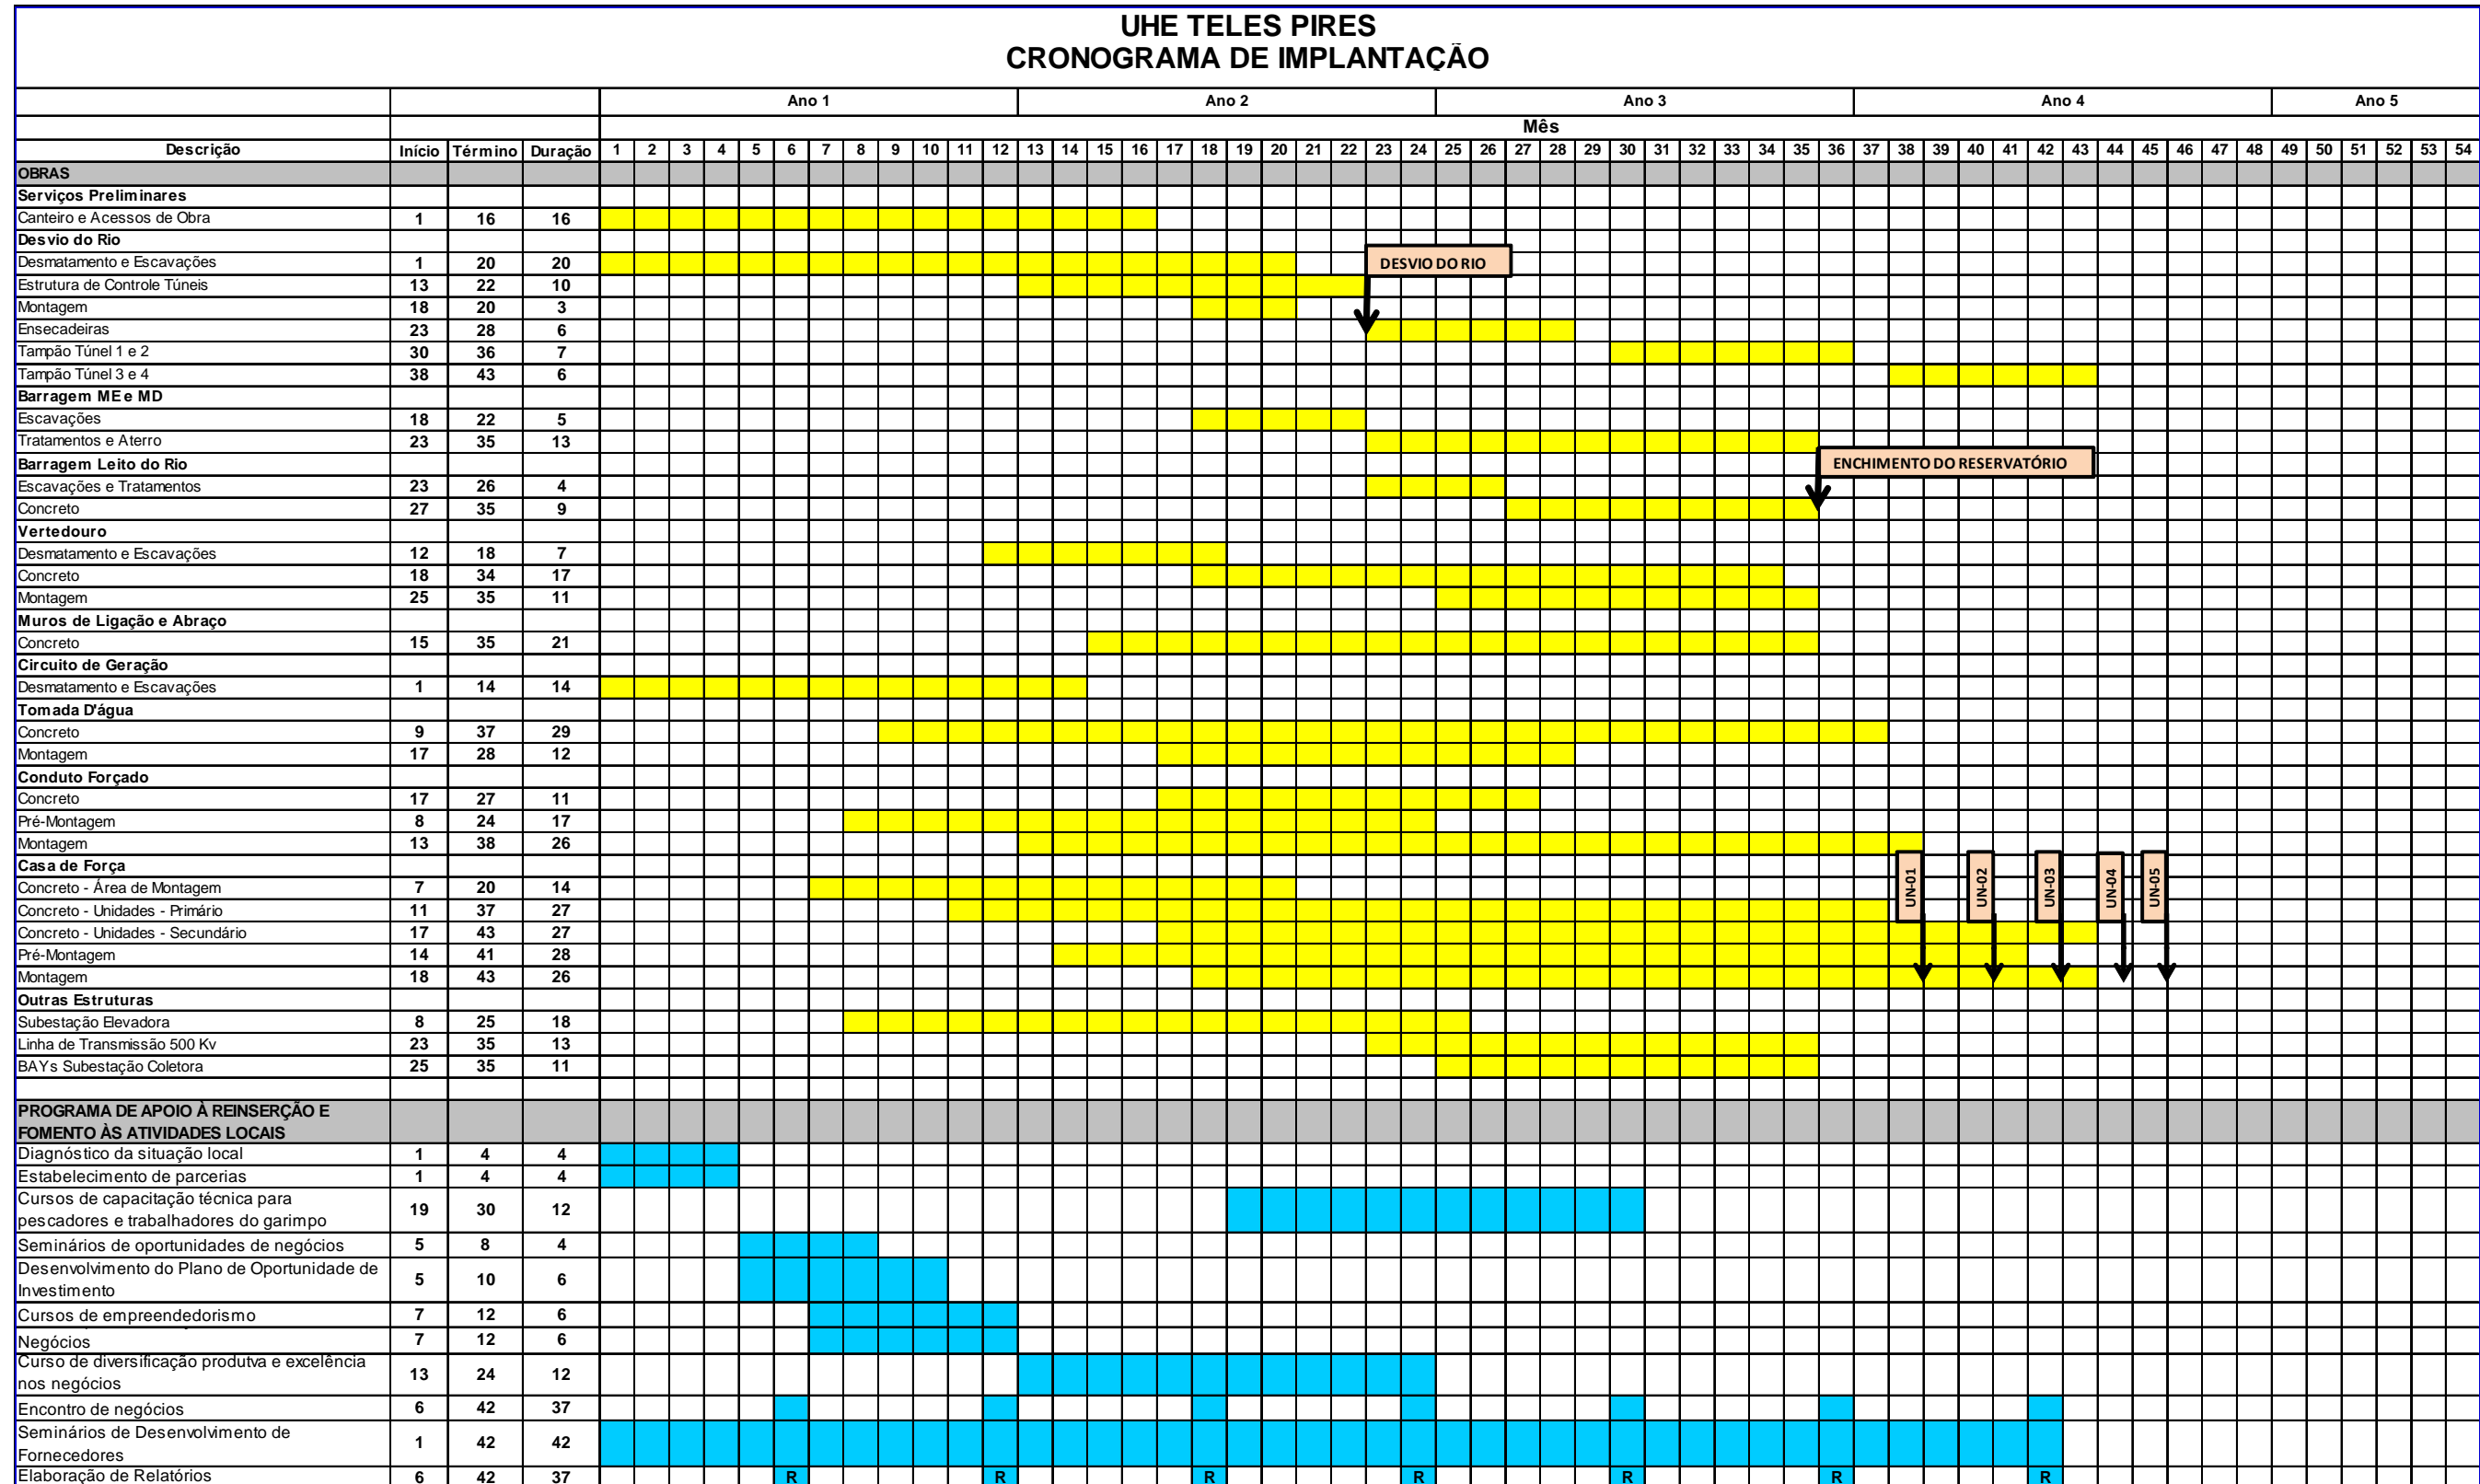 UHE TELES PIRES
CRONOGRAMA DE IMPLANTAÇÃO
Ano 1 Ano 2 Ano 3 Ano 4 Ano 5
Mês
Descrição Início Término Duração 1 2 3 4 5 6 7 8 9 10 11 12 13 14 15 16 17 18 19 20 21 22 23 24 25 26 27 28 29 30 31 32 33 34 35 36 37 38 39 40 41 42 43 44 45 46 47 48 49 50 51 52 53 54
OBRAS
Serviços Preliminares
Canteiro e Acessos de Obra 1 16 16
Desvio do Rio
Desmatamento e Escavações 1 20 20
DESVIO DO RIO
Estrutura de Controle Túneis 13 22 10
Montagem 18 20 3
Ensecadeiras 23 28 6
Tampão Túnel 1 e 2 30 36 7
Tampão Túnel 3 e 4 38 43 6
Barragem ME e MD
Escavações 18 22 5
Tratamentos e Aterro 23 35 13
Barragem Leito do Rio
ENCHIMENTO DO RESERVATÓRIO
Escavações e Tratamentos 23 26 4
Concreto 27 35 9
Vertedouro
Desmatamento e Escavações 12 18 7
Concreto 18 34 17
Montagem 25 35 11
Muros de Ligação e Abraço
Concreto 15 35 21
Circuito de Geração
Desmatamento e Escavações 1 14 14
Tomada D'água
Concreto 9 37 29
Montagem 17 28 12
Conduto Forçado
Concreto 17 27 11
Pré-Montagem 8 24 17
Montagem 13 38 26
Casa de Força
UN-01 UN-02 UN-03 UN-04 UN-05
Concreto - Área de Montagem 7 20 14
Concreto - Unidades - Primário 11 37 27
Concreto - Unidades - Secundário 17 43 27
Pré-Montagem 14 41 28
Montagem 18 43 26
Outras Estruturas
Subestação Elevadora 8 25 18
Linha de Transmissão 500 Kv 23 35 13
BAYs Subestação Coletora 25 35 11
PROGRAMA DE APOIO À REINSERÇÃO E
FOMENTO ÀS ATIVIDADES LOCAIS
Diagnóstico da situação local 1 4 4
Estabelecimento de parcerias 1 4 4
Cursos de capacitação técnica para
pescadores e trabalhadores do garimpo 19 30 12
Seminários de oportunidades de negócios 5 8 4
Desenvolvimento do Plano de Oportunidade de
Investimento 5 10 6
Cursos de empreendedorismo 7 12 6
Negócios 7 12 6
Curso de diversificação produtva e excelência
nos negócios 13 24 12
Encontro de negócios 6 42 37
Seminários de Desenvolvimento de
Fornecedores 1 42 42
Elaboração de Relatórios 6 42 37 R R R R R R R